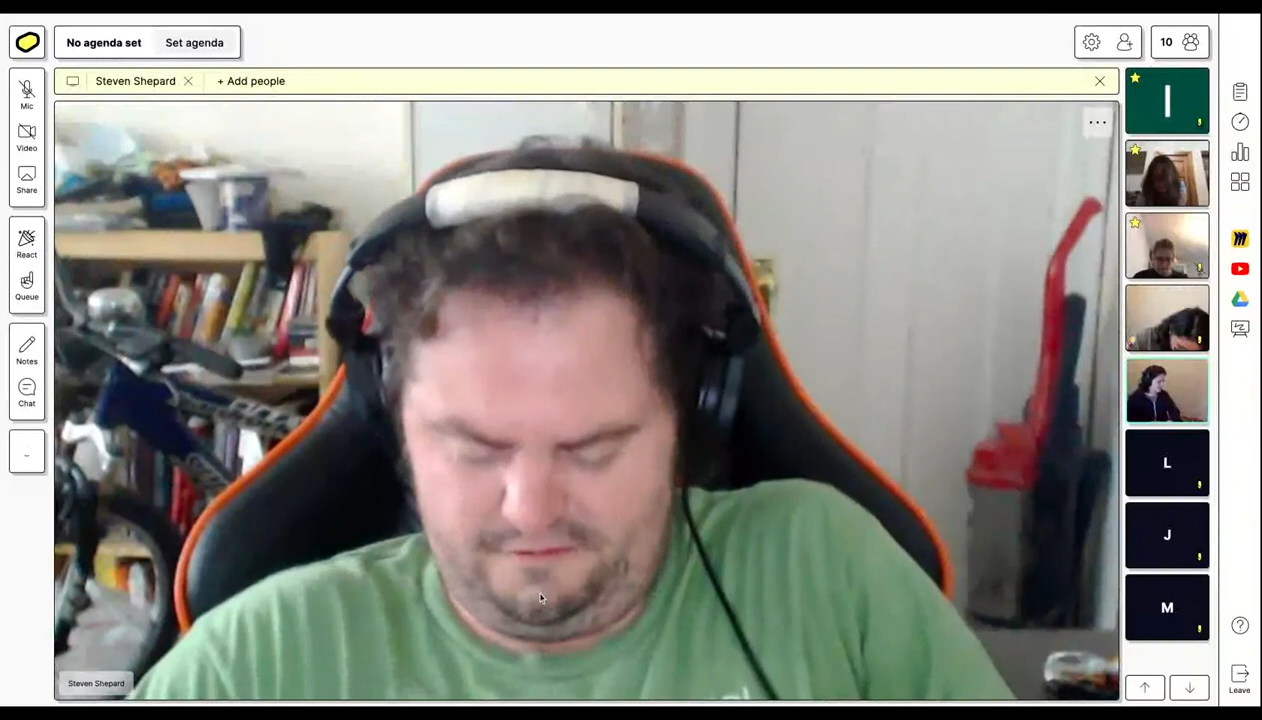 No agenda set Set agenda
10
Mic
Video
Share
React
Queue
Notes
Chat
Steven Shepard + Add people
I
L
J
M
Steven Shepard
Leave